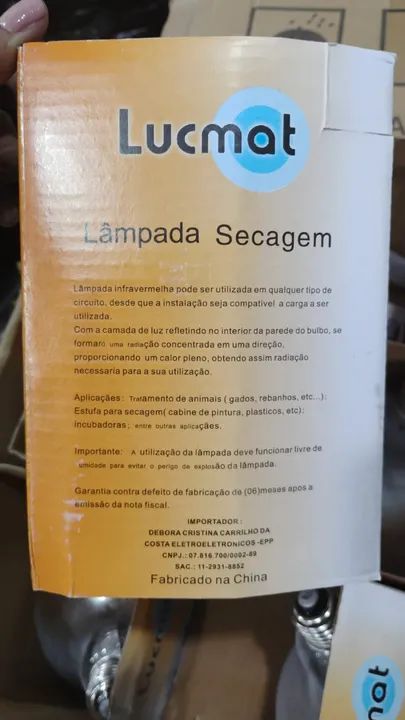 Lucmat
Lâmpada Secagem
Lâmpada infravermelha pode ser utilizada em qualquer tipo de
circuito, desde que a instalação seja compativel a carga a ser
utilizada.
Com a camada de luz refletindo no interior da parede do bulbo, se
formaro uma radiação concentrada em uma direção,
proporcionando um calor pleno, obtendo assim radiação
necessaria para a sua utilização.
Aplicações: Tratamento de animais ( gados, rebanhos, etc...):
Estufa para secagem( cabine de pintura, plasticos, etc):
incubadoras; entre outras aplicações.
Importante: A utilização da lâmpada deve funcionar livre de
umidade para evitar o perigo de explosão da lâmpada.
Garantia contra defeito de fabricação de (06)meses apos a
emissão da nota fiscal.
IMPORTADOR :
DEBORA CRISTINA CARRILHO DA
COSTA ELETROELETRONICOS -EPP
CNPJ.: 07.816.700/0002-89
SAC.: 11-2931-8852
Fabricado na China
Lucmat
mat